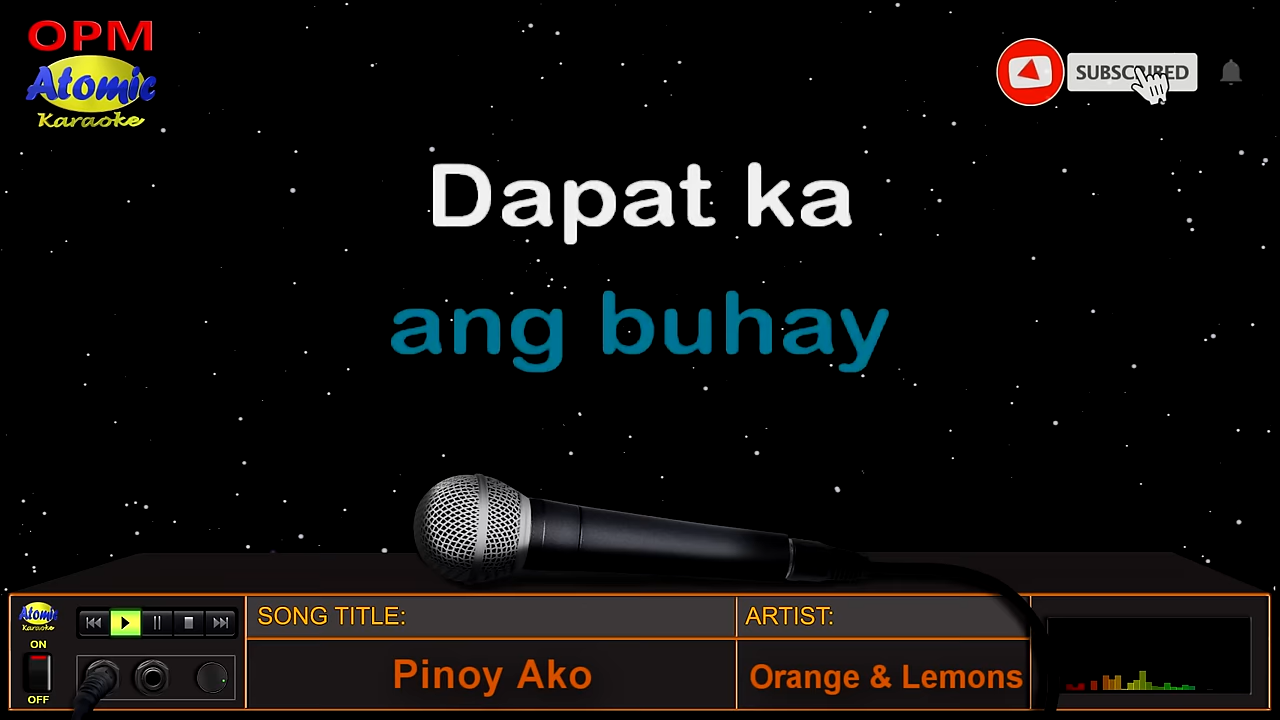 OPM
Atomic
Karaoke
SUBSCRIBED
Dapat ka
ang buhay
Atomic
Karaoke
ON
OFF
SONG TITLE:
ARTIST:
Pinoy Ako
Orange & Lemons